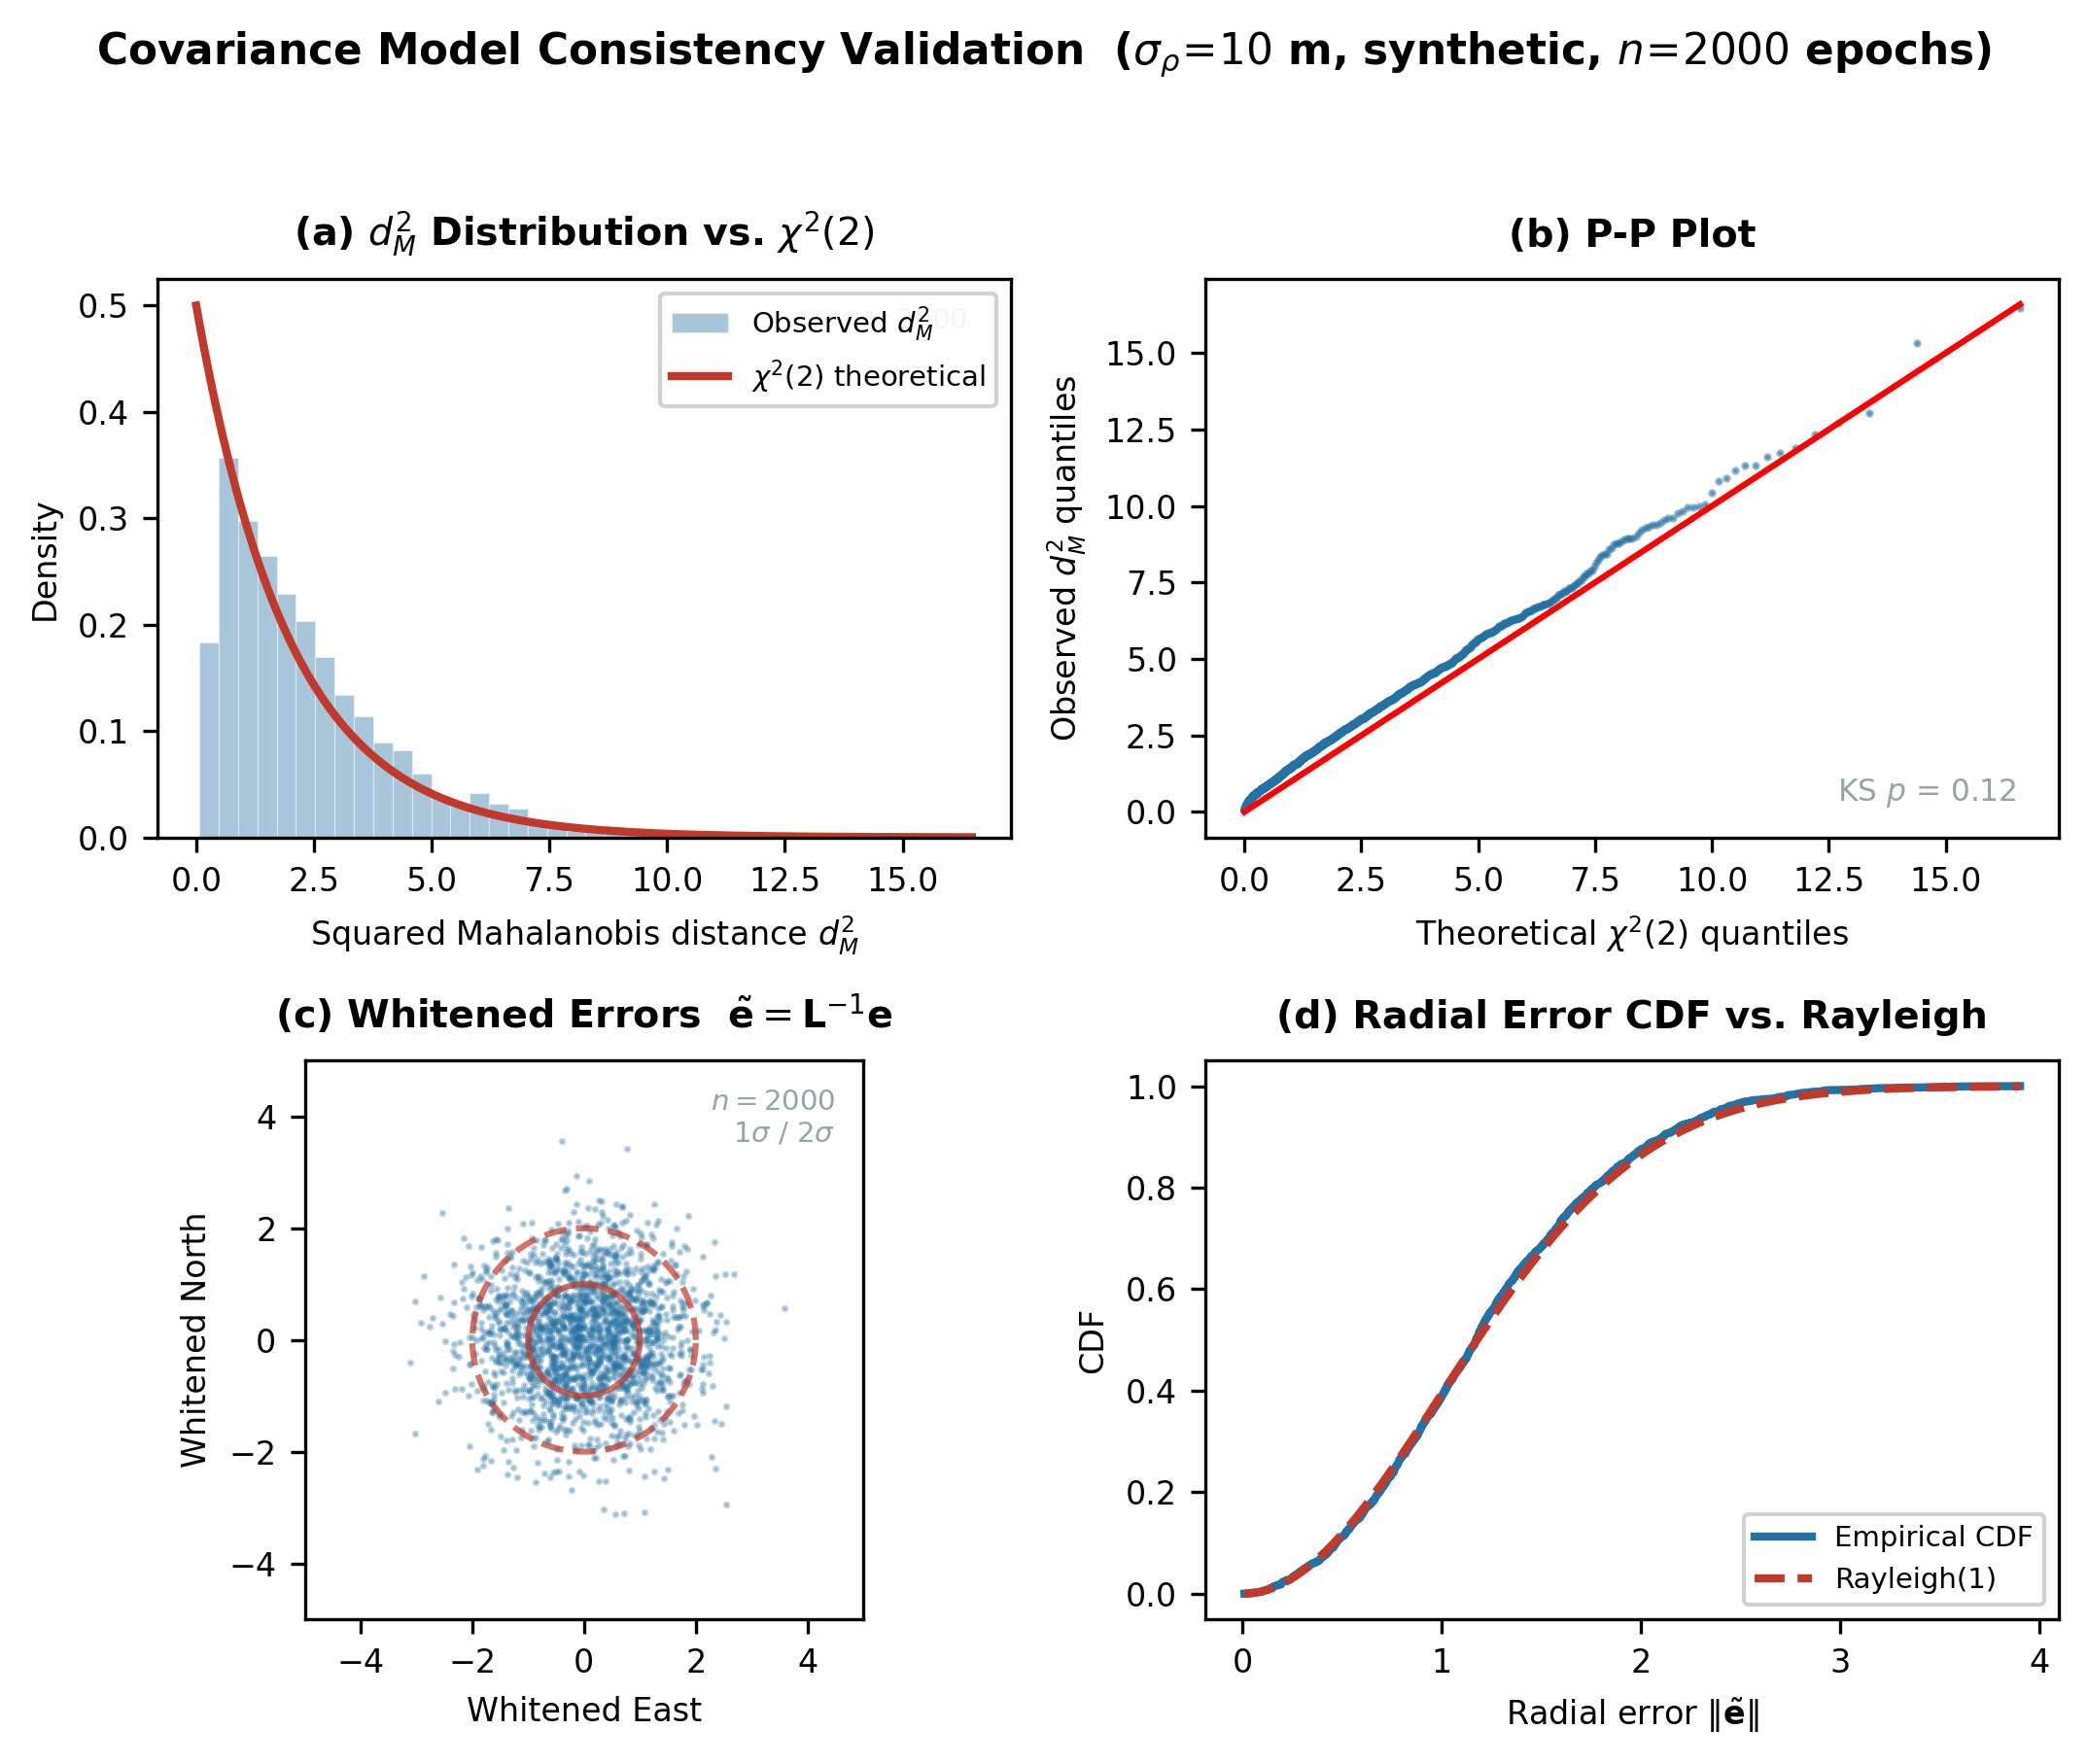 Covariance Model Consistency Validation (σρ=10 m, synthetic, n=2000 epochs)
(a) d²M Distribution vs. χ²(2)
0.5
0.4
0.3
0.2
0.1
0.0
Density
Observed d²M
χ²(2) theoretical
0.0 2.5 5.0 7.5 10.0 12.5 15.0
Squared Mahalanobis distance d²M
(b) P-P Plot
15.0
12.5
10.0
7.5
5.0
2.5
0.0
Observed d²M quantiles
KS p = 0.12
0.0 2.5 5.0 7.5 10.0 12.5 15.0
Theoretical χ²(2) quantiles
(c) Whitened Errors ẽ = L⁻¹e
4
2
0
−2
−4
Whitened North
n = 2000
1σ / 2σ
−4 −2 0 2 4
Whitened East
(d) Radial Error CDF vs. Rayleigh
1.0
0.8
0.6
0.4
0.2
0.0
CDF
Empirical CDF
Rayleigh(1)
0 1 2 3 4
Radial error ‖ẽ‖